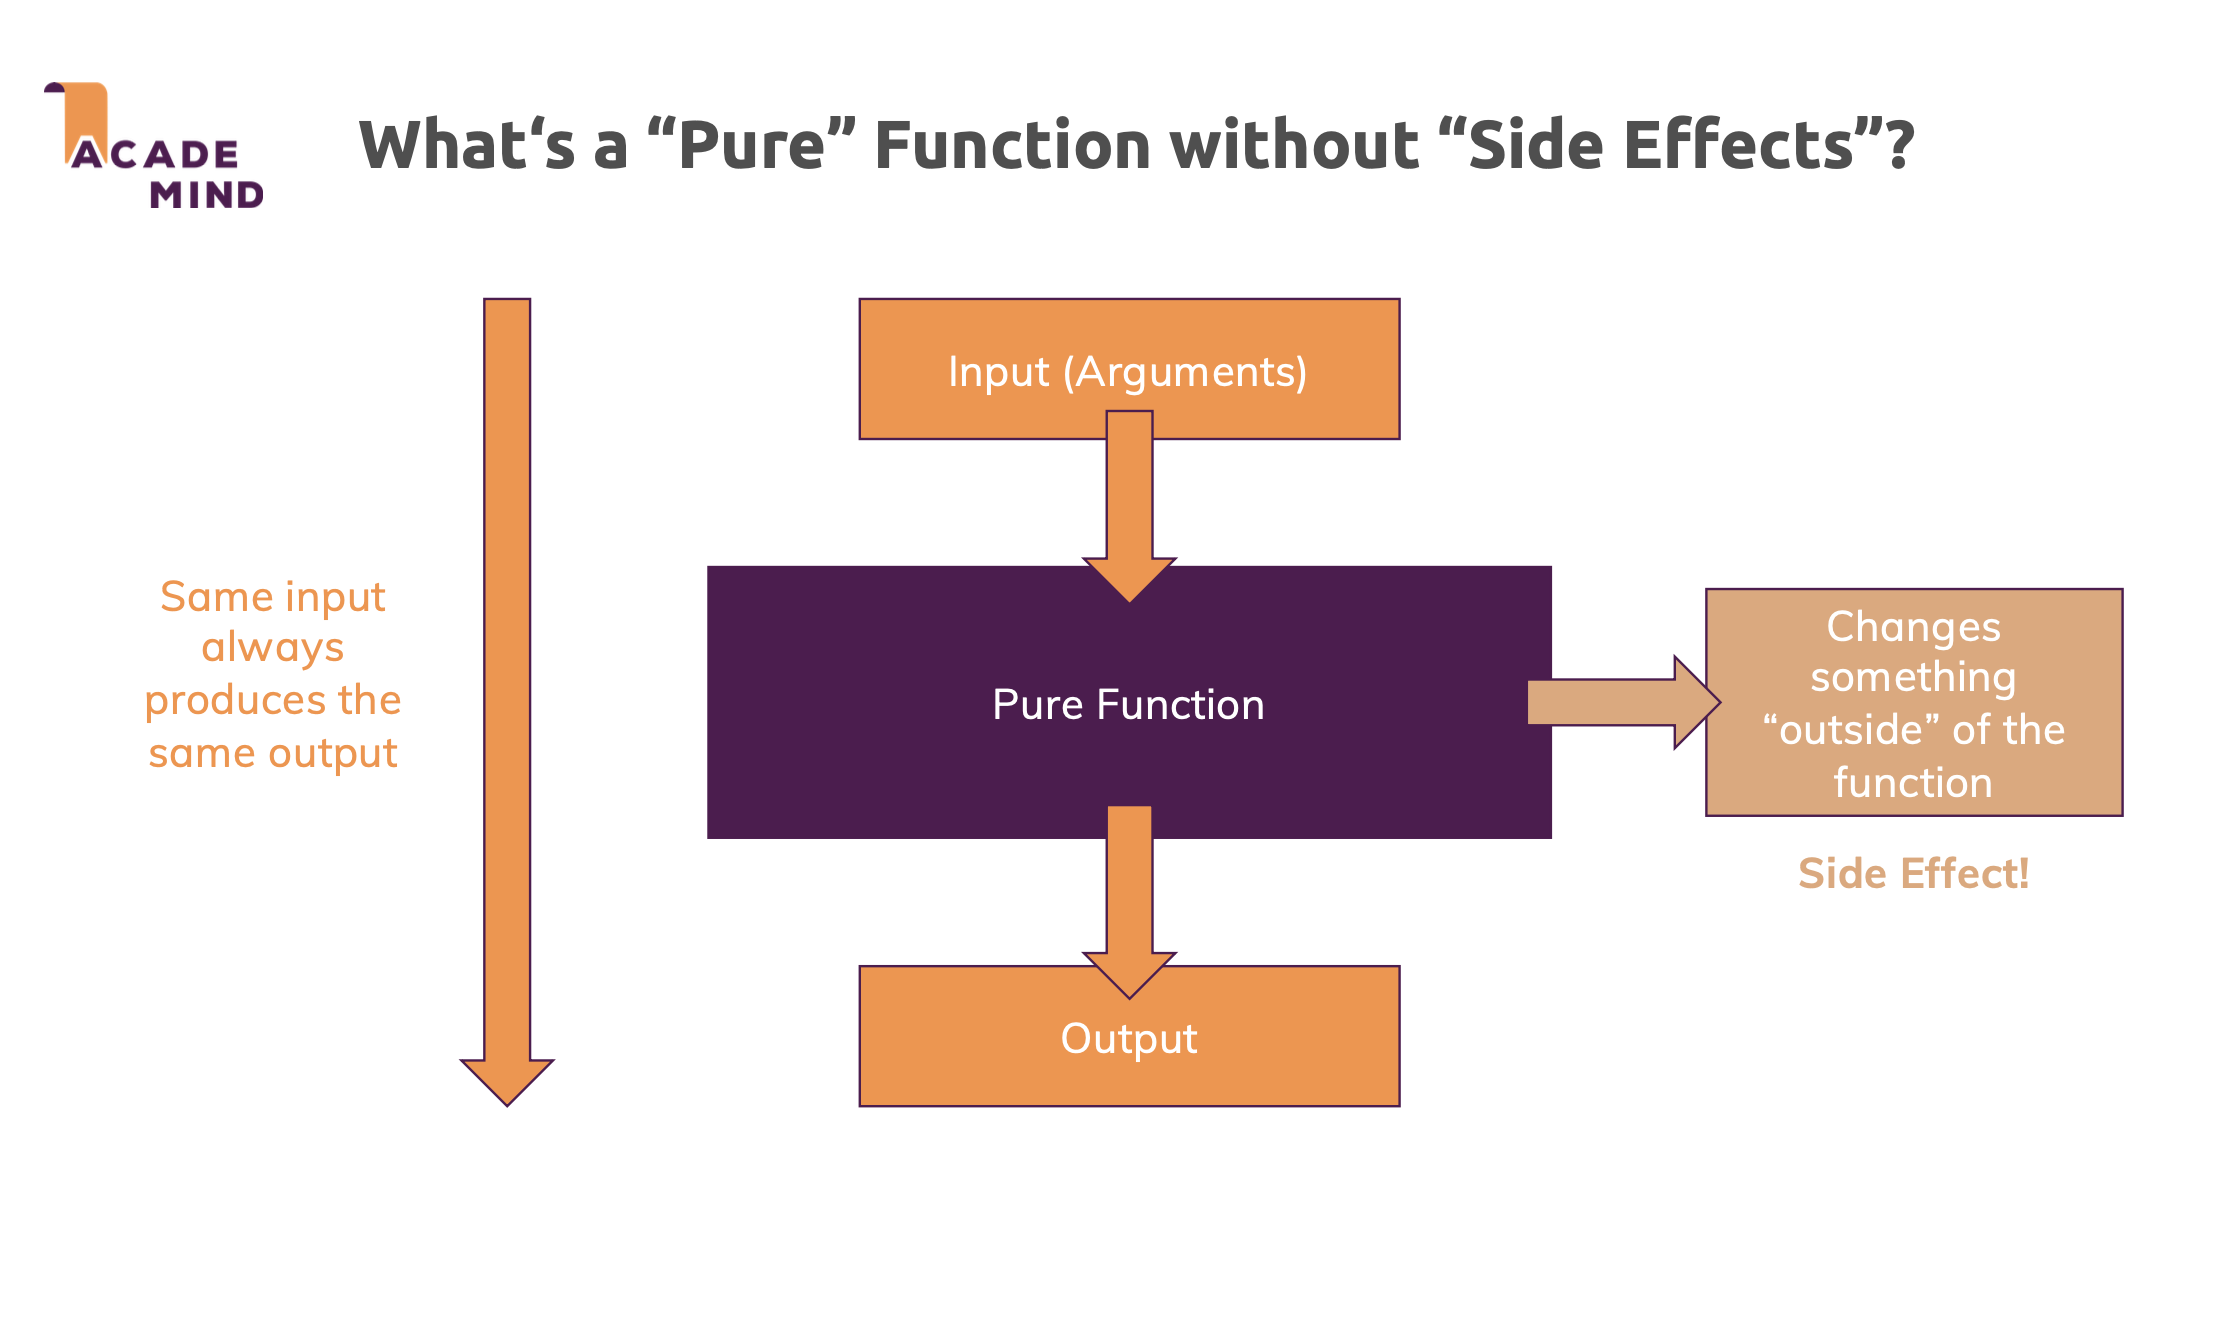 ACADE
MIND
What‘s a “Pure” Function without “Side Effects”?
Input (Arguments)
Same input
always
produces the
same output
Pure Function
Changes
something
“outside” of the
function
Side Effect!
Output